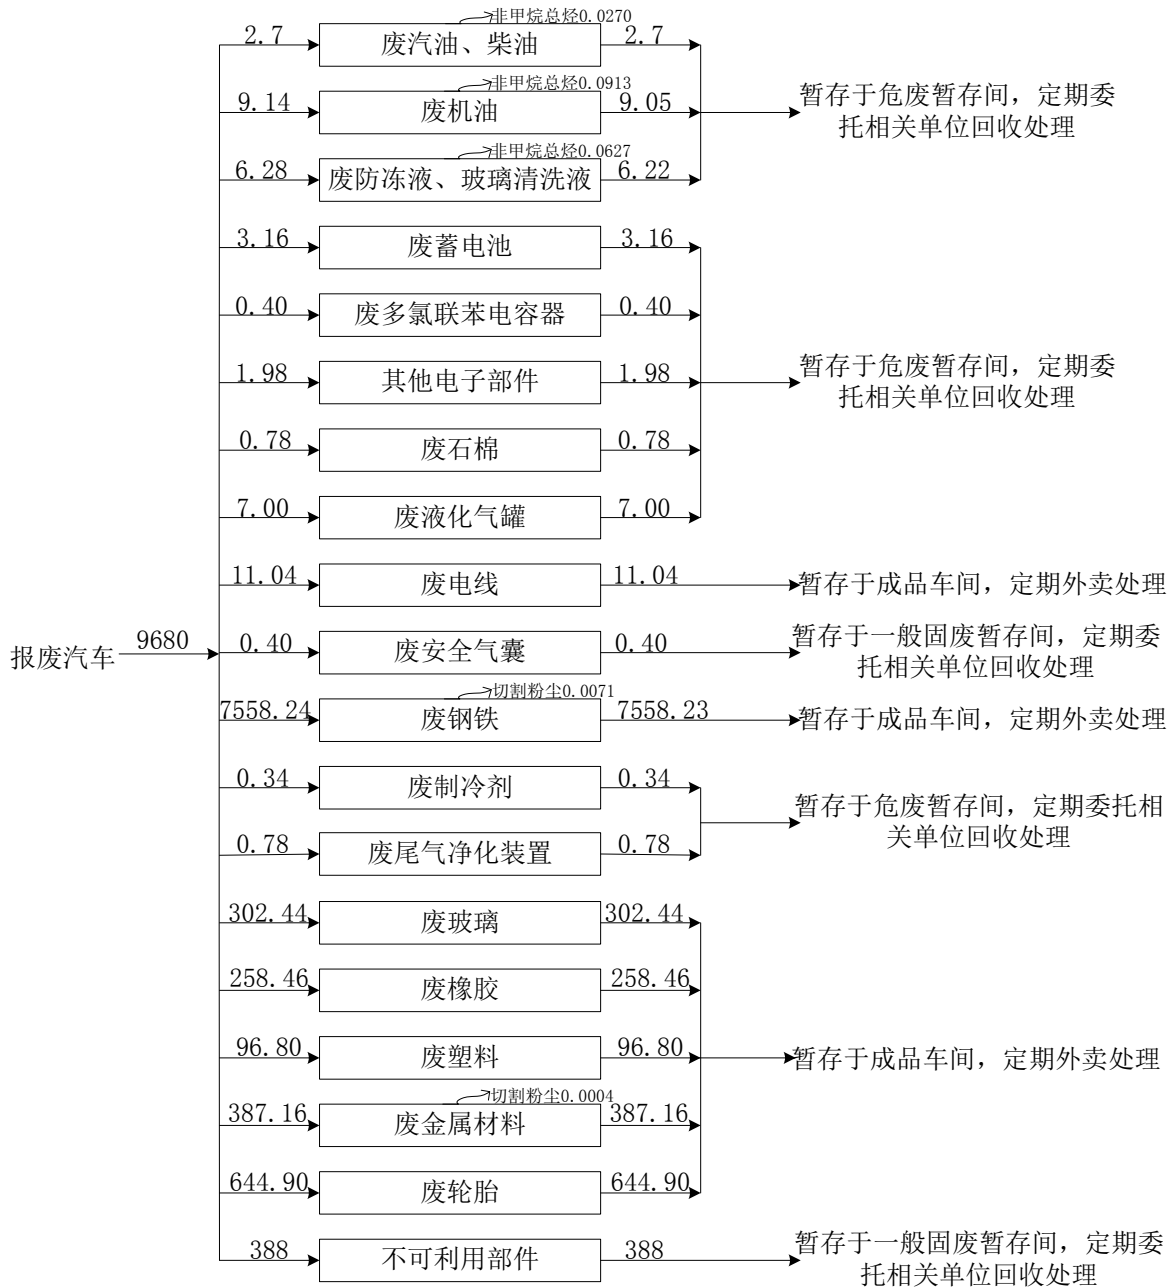 非甲烷总烃0.0270
2.7
废汽油、柴油
2.7
非甲烷总烃0.0913
9.14
废机油
9.05
暂存于危废暂存间，定期委
托相关单位回收处理
非甲烷总烃0.0627
6.28
废防冻液、玻璃清洗液
6.22
3.16
废蓄电池
3.16
0.40
废多氯联苯电容器
0.40
1.98
其他电子部件
1.98
暂存于危废暂存间，定期委
托相关单位回收处理
0.78
废石棉
0.78
7.00
废液化气罐
7.00
11.04
废电线
11.04
暂存于成品车间，定期外卖处理
报废汽车
9680
0.40
废安全气囊
0.40
暂存于一般固废暂存间，定期委
托相关单位回收处理
切割粉尘0.0071
7558.24
废钢铁
7558.23
暂存于成品车间，定期外卖处理
0.34
废制冷剂
0.34
暂存于危废暂存间，定期委托相
关单位回收处理
0.78
废尾气净化装置
0.78
302.44
废玻璃
302.44
258.46
废橡胶
258.46
96.80
废塑料
96.80
暂存于成品车间，定期外卖处理
切割粉尘0.0004
387.16
废金属材料
387.16
644.90
废轮胎
644.90
388
不可利用部件
388
暂存于一般固废暂存间，定期委
托相关单位回收处理